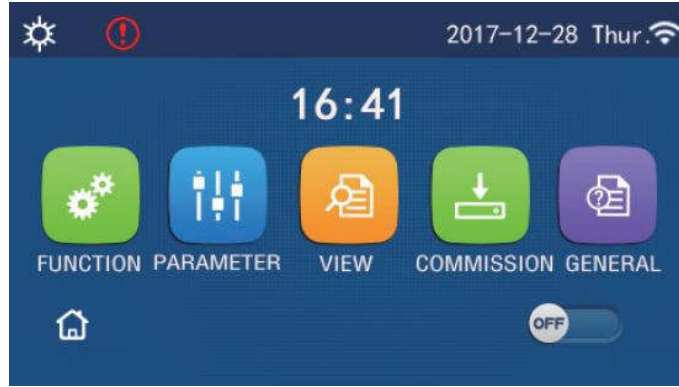 2017-12-28 Thur.
16:41
FUNCTION PARAMETER VIEW COMMISSION GENERAL
OFF